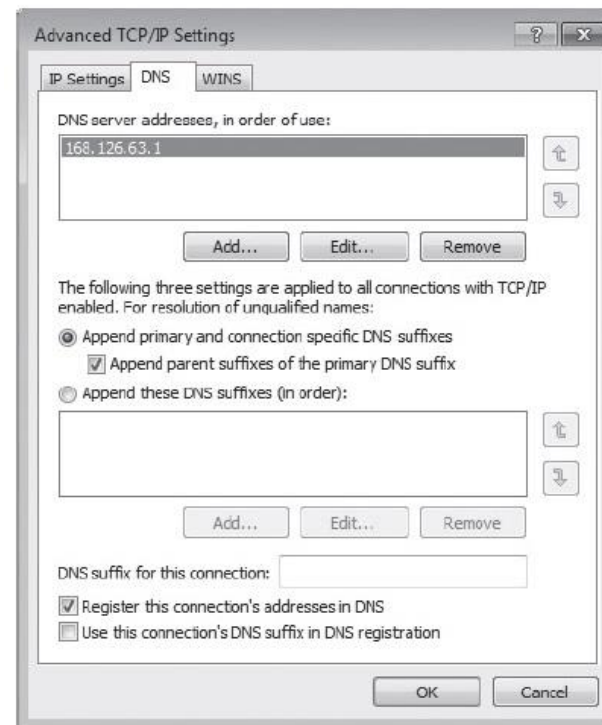 Advanced TCP/IP Settings
IP Settings
DNS
WINS
DNS server addresses, in order of use:
168.126.63.1
Add...
Edit...
Remove
The following three settings are applied to all connections with TCP/IP
enabled. For resolution of unqualified names:
Append primary and connection specific DNS suffixes
Append parent suffixes of the primary DNS suffix
Append these DNS suffixes (in order):
Add...
Edit...
Remove
DNS suffix for this connection:
Register this connection's addresses in DNS
Use this connection's DNS suffix in DNS registration
OK
Cancel